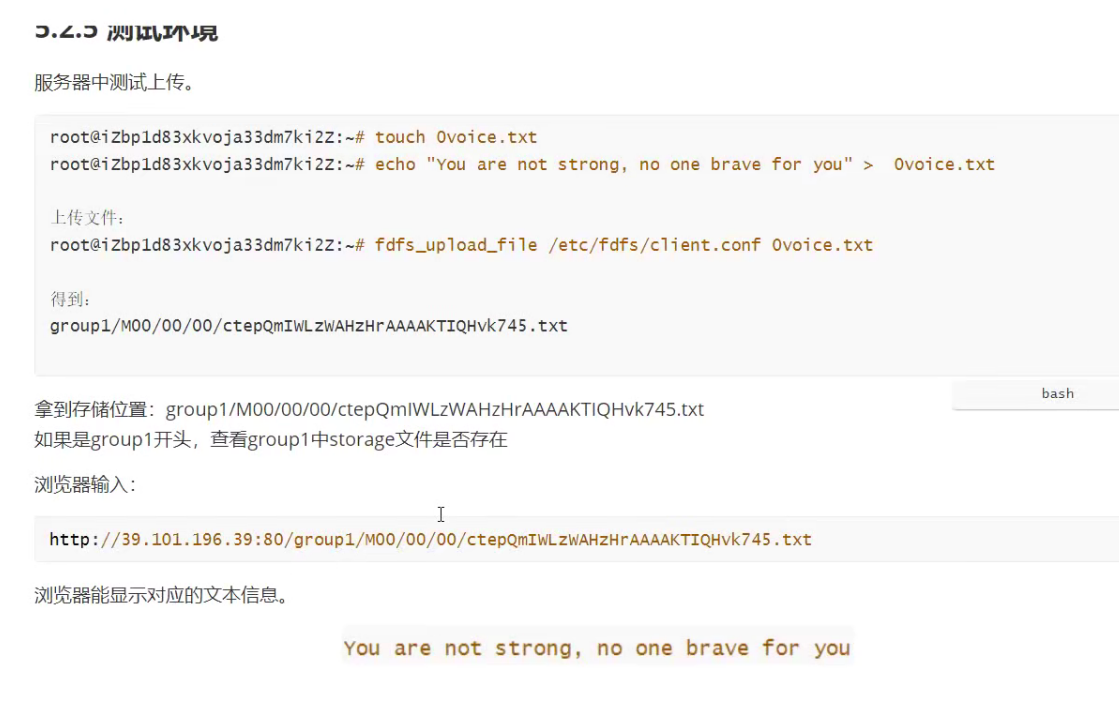 5.2.5 测试环境
服务器中测试上传。
root@iZbp1d83xkvoja33dm7ki2Z:~# touch 0voice.txt
root@iZbp1d83xkvoja33dm7ki2Z:~# echo "You are not strong, no one brave for you" >  0voice.txt
上传文件:
root@iZbp1d83xkvoja33dm7ki2Z:~# fdfs_upload_file /etc/fdfs/client.conf 0voice.txt
得到:
group1/M00/00/00/ctepQmIWLzWAHzHrAAAAKTIQHvk745.txt
bash
拿到存储位置：group1/M00/00/00/ctepQmIWLzWAHzHrAAAAKTIQHvk745.txt
如果是group1开头，查看group1中storage文件是否存在
浏览器输入：
http://39.101.196.39:80/group1/M00/00/00/ctepQmIWLzWAHzHrAAAAKTIQHvk745.txt
浏览器能显示对应的文本信息。
You are not strong, no one brave for you